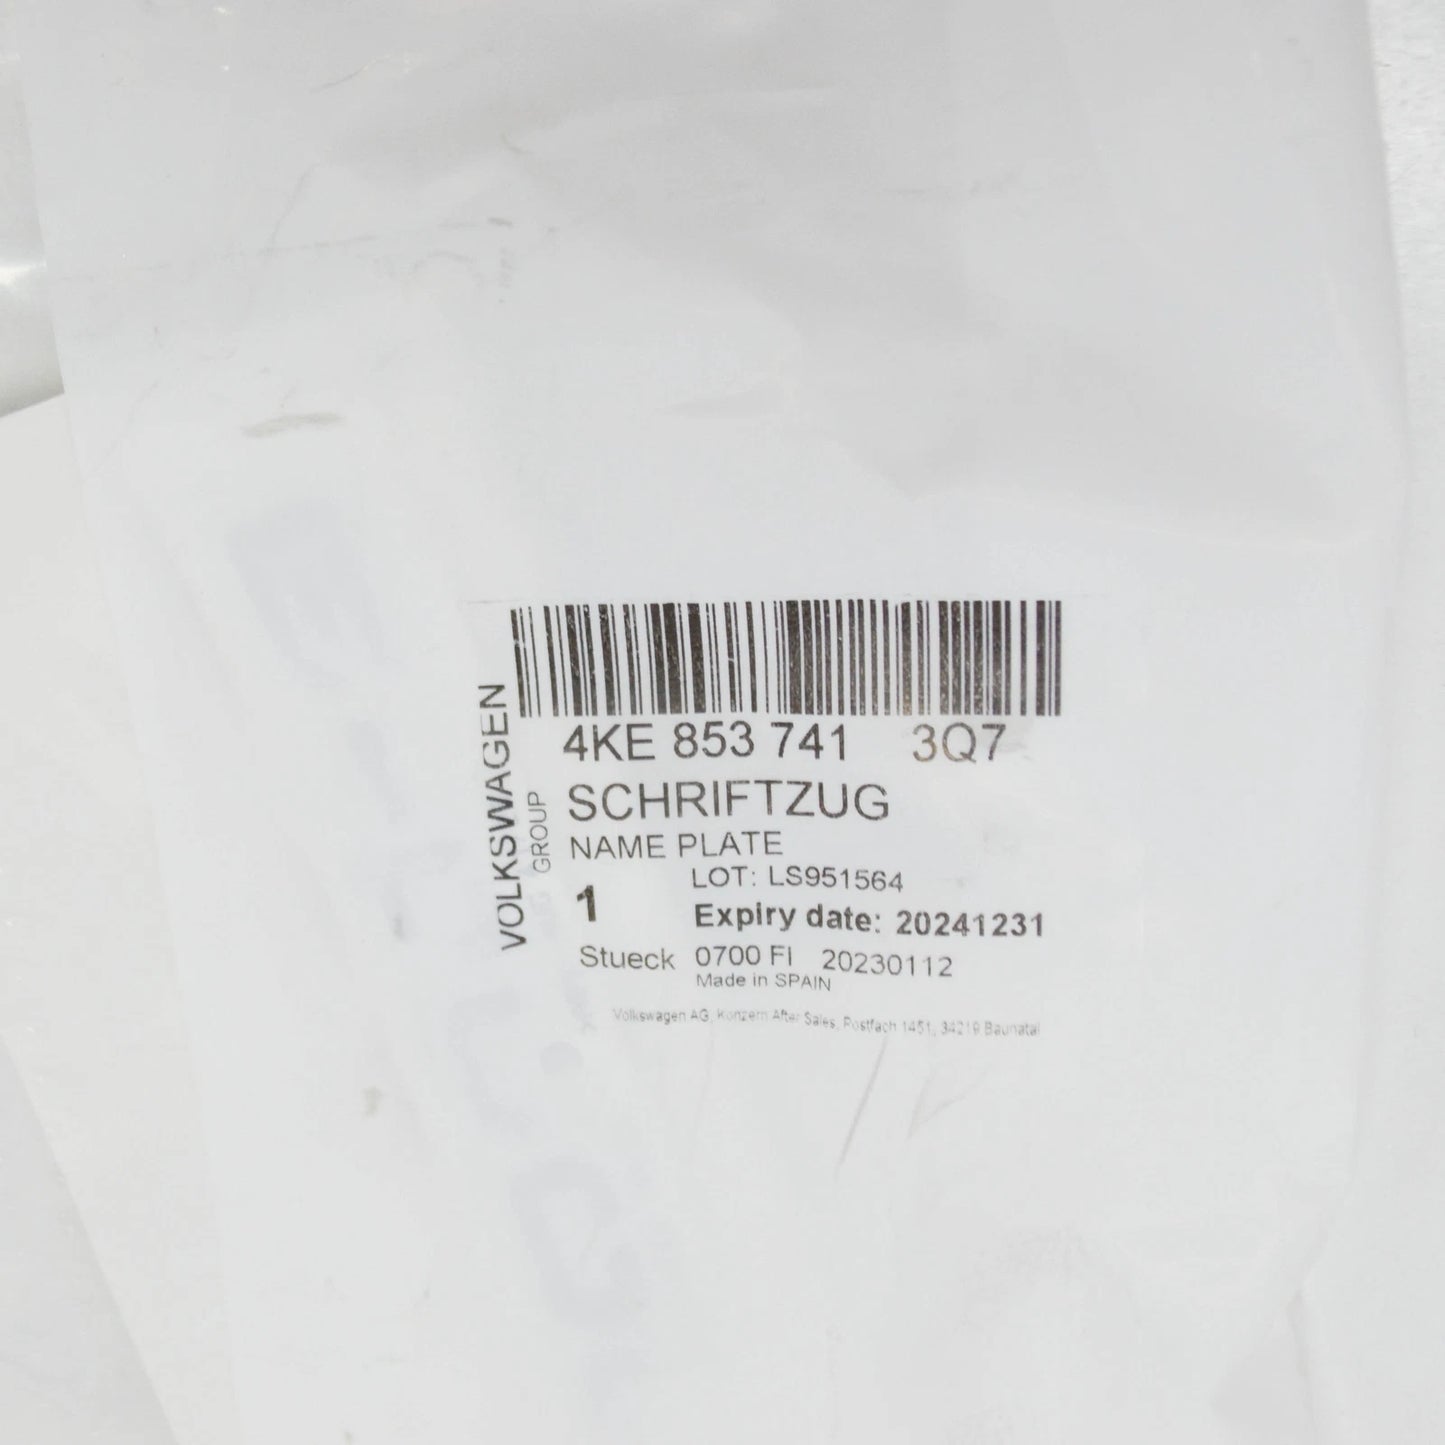 VOLKSWAGEN
GROUP
4KE 853 741 3Q7
SCHRIFTZUG
NAME PLATE
LOT: LS951564
1
Expiry date: 20241231
Stueck 0700 FI 20230112
Made in SPAIN
Volkswagen AG, Konzern After Sales, Postfach 1451, 34219 Baunatal